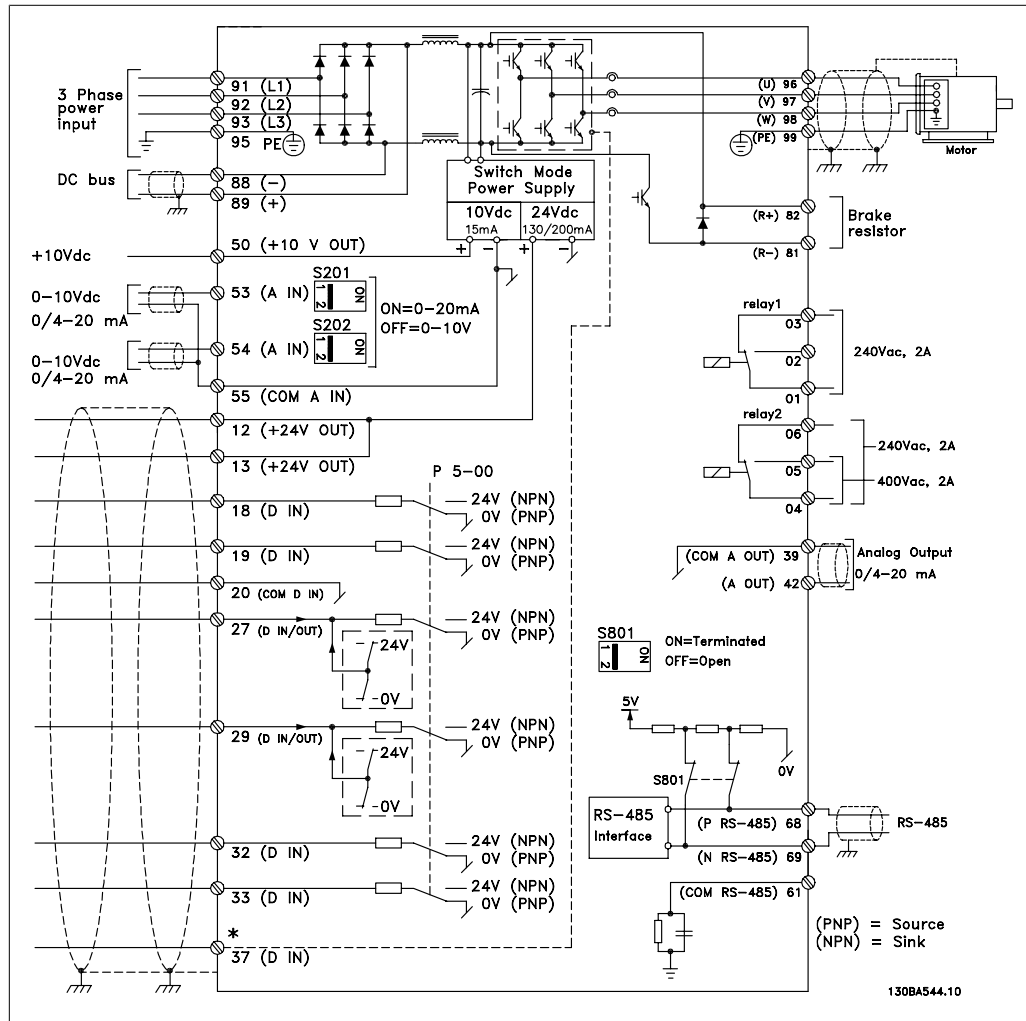 3 Phase
power
input
91 (L1)
92 (L2)
93 (L3)
95 PE
DC bus
88 (−)
89 (+)
+10Vdc
50 (+10 V OUT)
0−10Vdc
0/4−20 mA
53 (A IN)
S201
1 2
ON
ON=0−20mA
OFF=0−10V
S202
1 2
ON
0−10Vdc
0/4−20 mA
54 (A IN)
55 (COM A IN)
12 (+24V OUT)
13 (+24V OUT)
P 5-00
18 (D IN)
24V (NPN)
0V (PNP)
19 (D IN)
24V (NPN)
0V (PNP)
20 (COM D IN)
27 (D IN/OUT)
24V (NPN)
0V (PNP)
24V
0V
29 (D IN/OUT)
24V (NPN)
0V (PNP)
24V
0V
32 (D IN)
24V (NPN)
0V (PNP)
33 (D IN)
24V (NPN)
0V (PNP)
*
37 (D IN)
Switch Mode
Power Supply
10Vdc
15mA
24Vdc
130/200mA
+ − + −
(U) 96
(V) 97
(W) 98
(PE) 99
Motor
(R+) 82
(R−) 81
Brake
resistor
relay1
03
02
01
240Vac, 2A
relay2
06
05
04
240Vac, 2A
400Vac, 2A
(COM A OUT) 39
(A OUT) 42
Analog Output
0/4−20 mA
S801
1 2
ON
ON=Terminated
OFF=Open
5V
0V
S801
RS-485
Interface
(P RS-485) 68
(N RS-485) 69
RS-485
(COM RS-485) 61
(PNP) = Source
(NPN) = Sink
130BA544.10